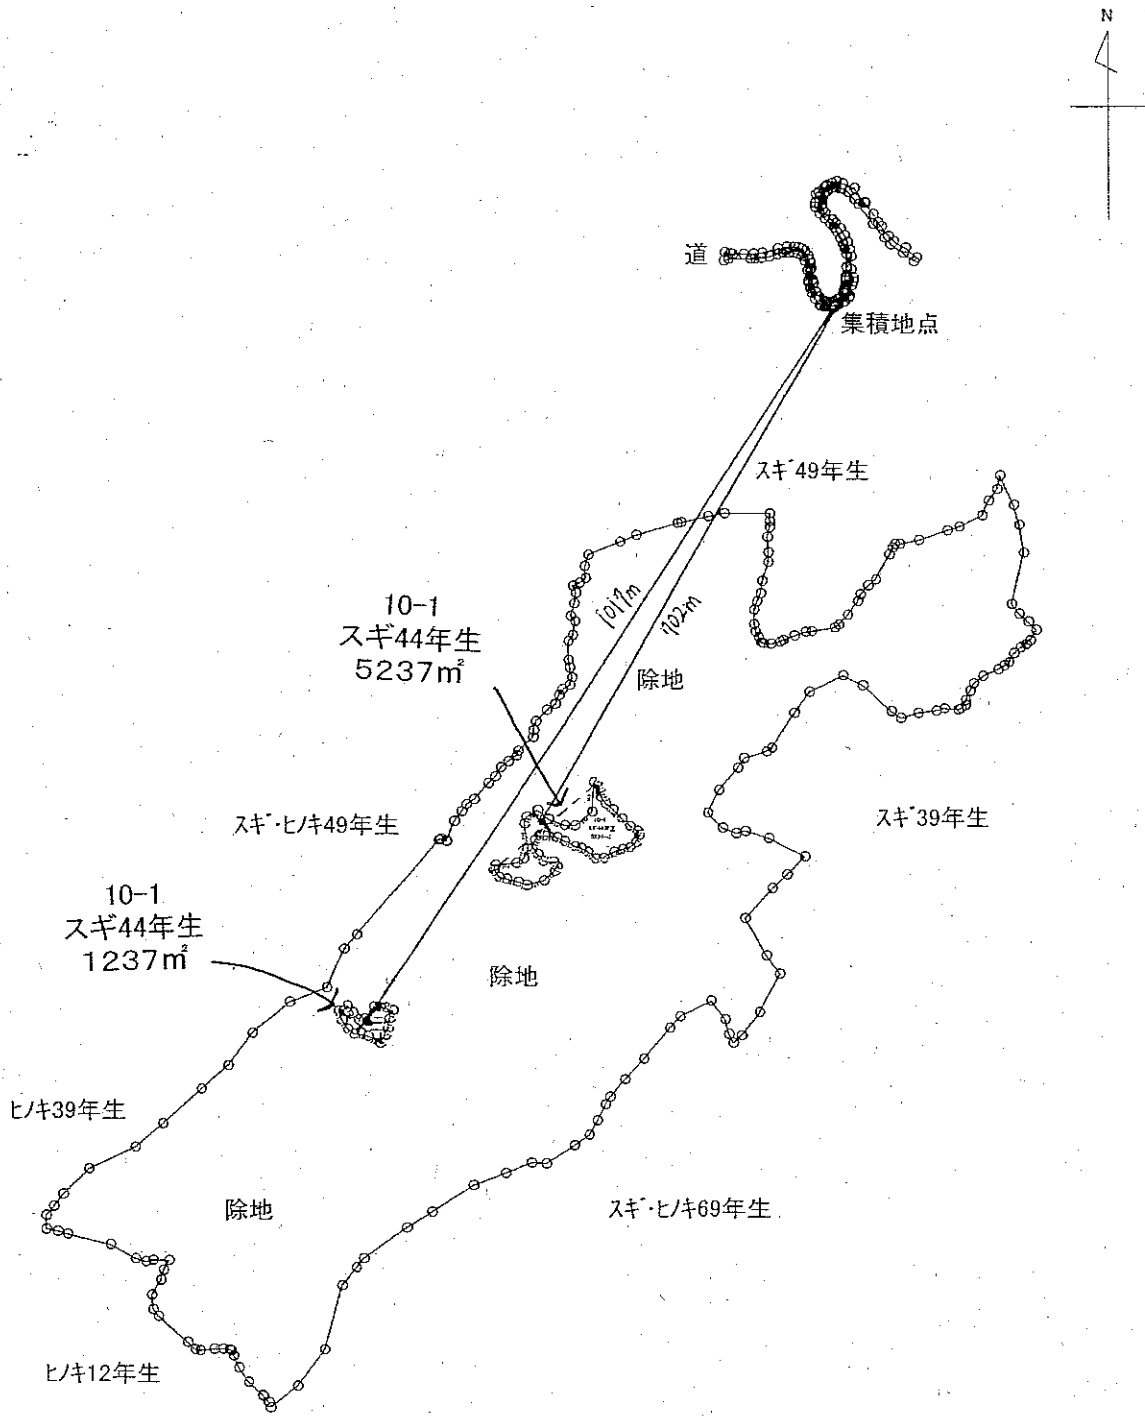 N
道
集積地点
スギ49年生
1017m
702m
10-1
スギ44年生
5237㎡
除地
スギ・ヒノキ49年生
スギ39年生
10-1
スギ44年生
1237㎡
除地
ヒノキ39年生
除地
スギ・ヒノキ69年生
ヒノキ12年生